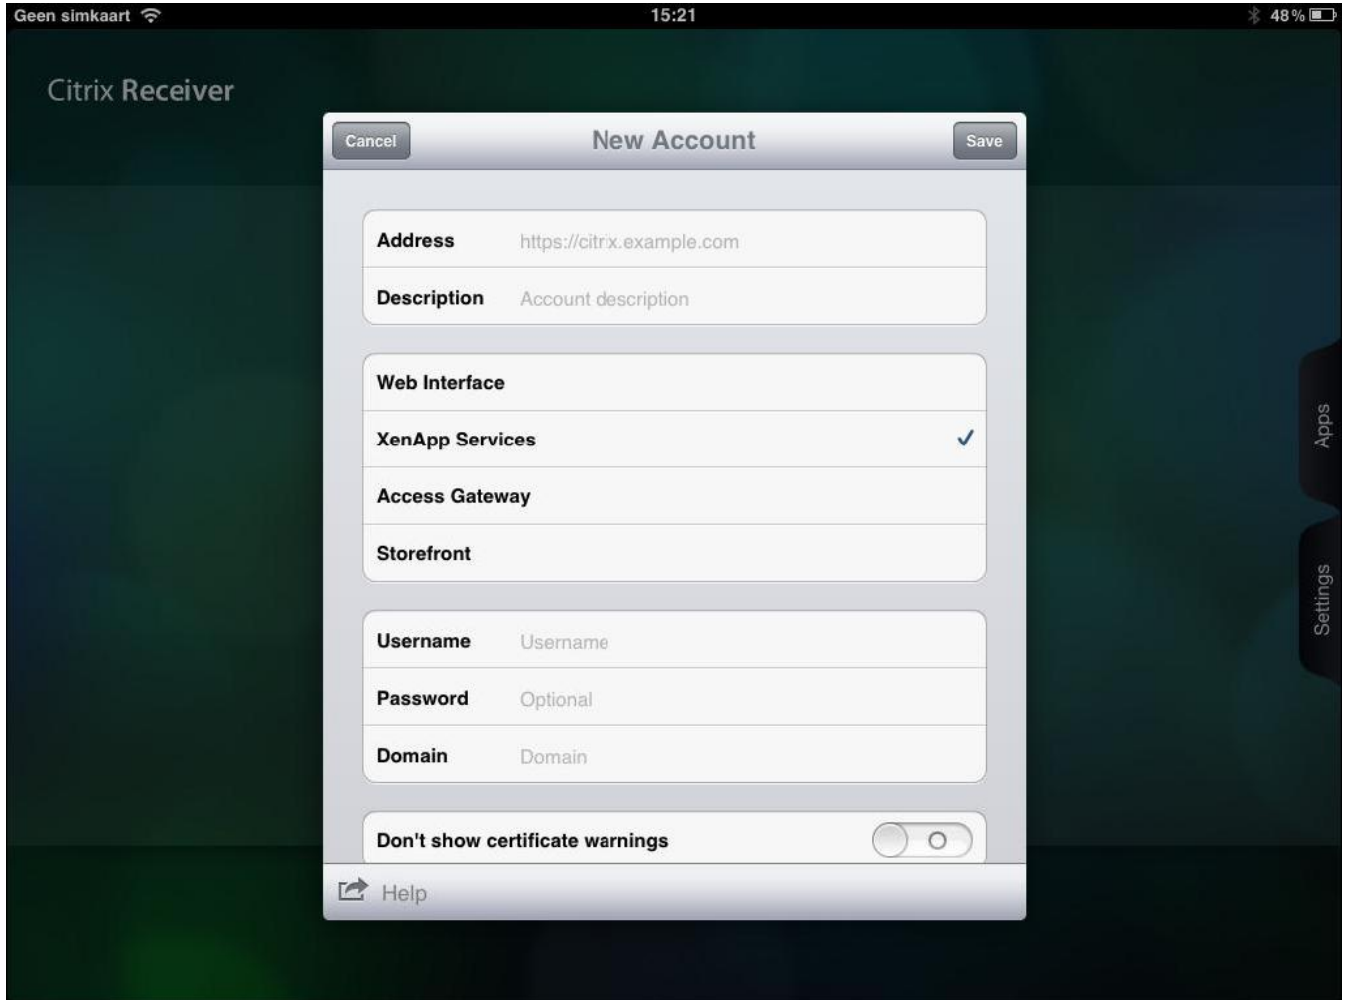 Geen simkaart 15:21 48%
Citrix Receiver
Cancel New Account Save
Address https://citrix.example.com
Description Account description
Web Interface
XenApp Services
Access Gateway
Storefront
Username Username
Password Optional
Domain Domain
Don't show certificate warnings
Help
Apps
Settings